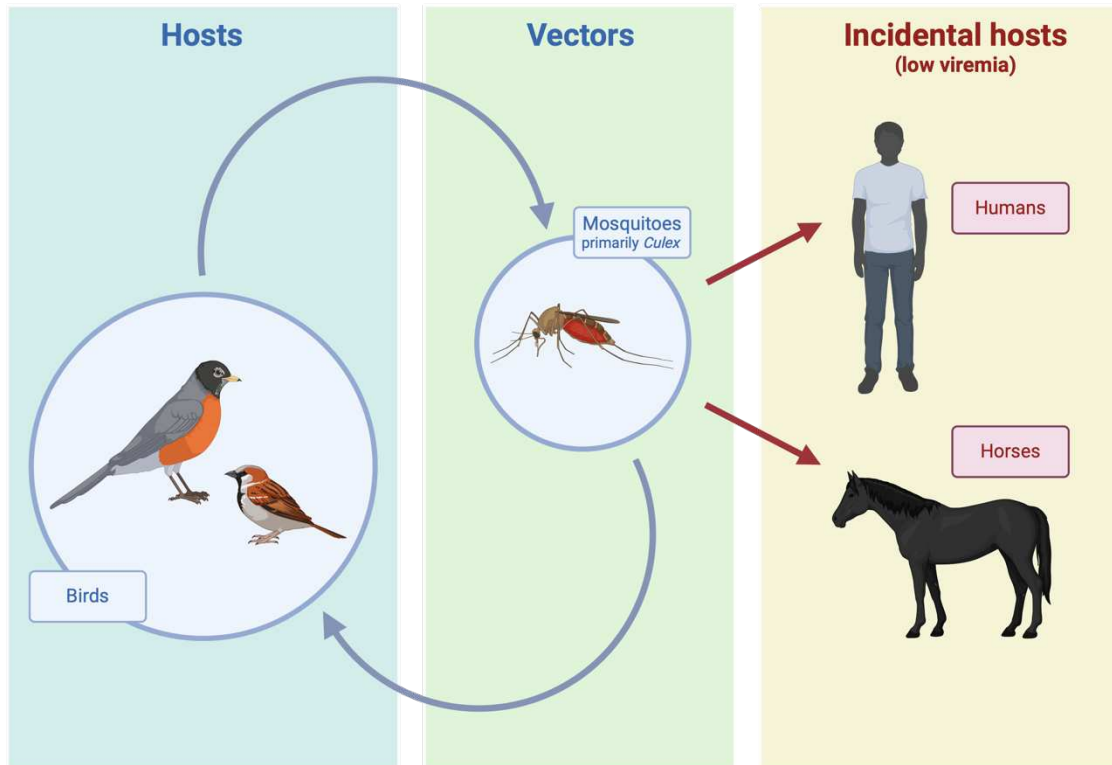 Hosts
Vectors
Incidental hosts
(low viremia)
Mosquitoes
primarily Culex
Humans
Horses
Birds